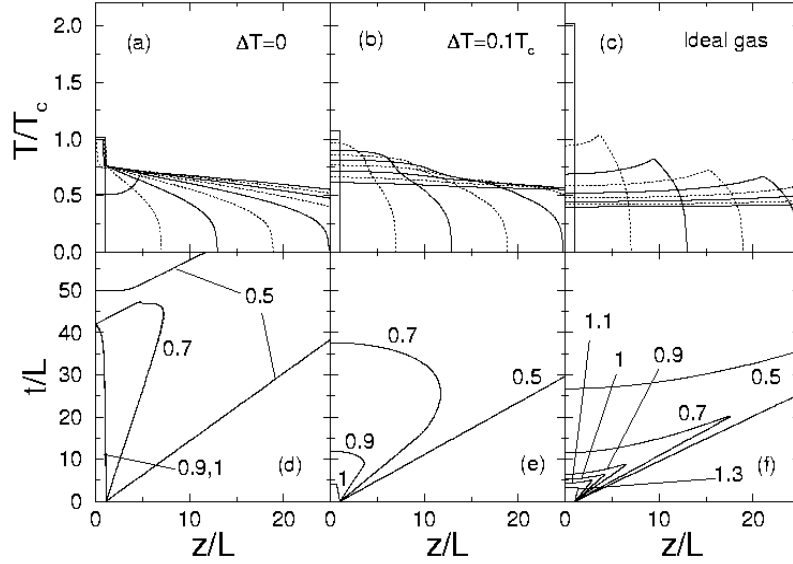 (a) ΔT=0
(b) ΔT=0.1T_c
(c) Ideal gas
T/T_c
2.0
1.5
1.0
0.5
0.0
t/L
50
40
30
20
10
0
0.5
0.7
0.9,1
(d)
0.7
0.5
0.9
1
(e)
1.1
1
0.9
0.5
0.7
1.3
(f)
0 10 20
0 10 20
0 10 20
z/L
z/L
z/L